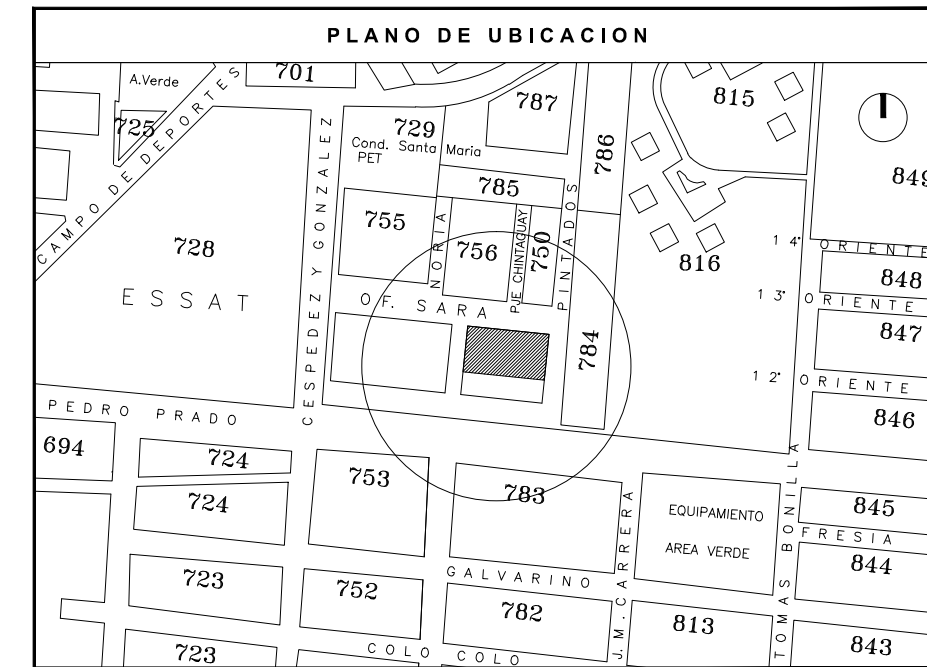 PLANO DE UBICACION
A.Verde
701
787
815
725
729
Cond. Santa Maria
PET
786
849
CAMPO DE DEPORTES
785
755
NORIA
756
PJE CHINTAGUAY
750
PINTADOS
728
ESSAT
CESPEDEZ Y GONZALEZ
816
14° ORIENTE
848
13° ORIENTE
OF. SARA
847
784
12° ORIENTE
PEDRO PRADO
846
694
724
753
783
724
EQUIPAMIENTO
AREA VERDE
J.M.CARRERA
TOMAS BONILLA
845
FRESIA
844
723
752
GALVARINO
782
813
843
723
COLO COLO